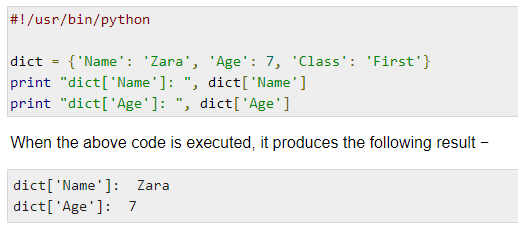 #!/usr/bin/python
dict = {'Name': 'Zara', 'Age': 7, 'Class': 'First'}
print "dict['Name']: ", dict['Name']
print "dict['Age']: ", dict['Age']
When the above code is executed, it produces the following result −
dict['Name']:  Zara
dict['Age']:  7